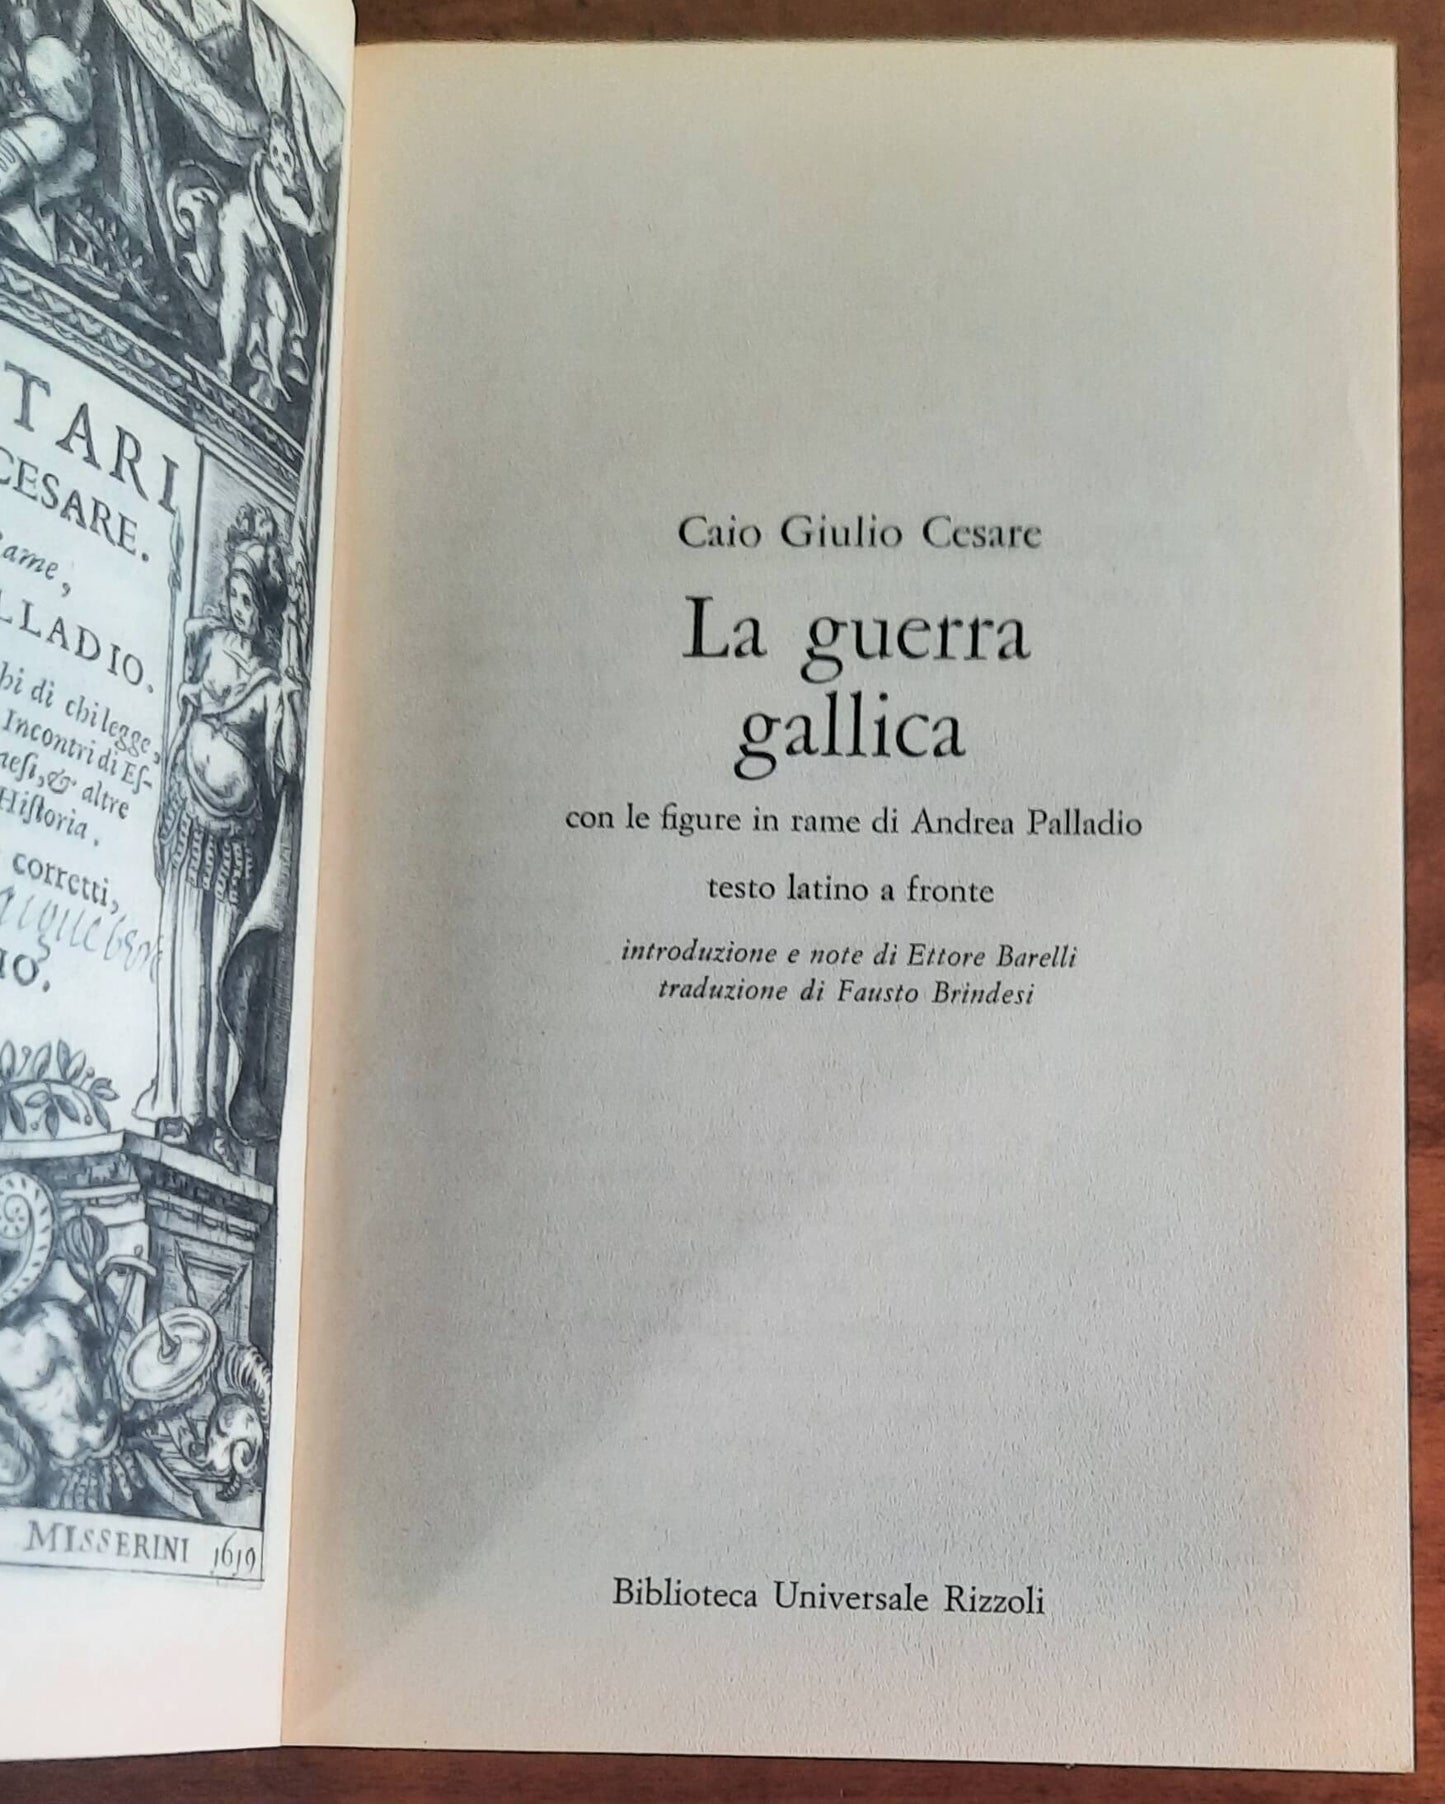 TARI
CESARE.
rame,
LLADIO.
bi di chi legge,
Incontri di Eſ-
neſi, & altre
Hiſtoria.
corretti,
IO.
MISSERINI 1619
Caio Giulio Cesare
La guerra
gallica
con le figure in rame di Andrea Palladio
testo latino a fronte
introduzione e note di Ettore Barelli
traduzione di Fausto Brindesi
Biblioteca Universale Rizzoli